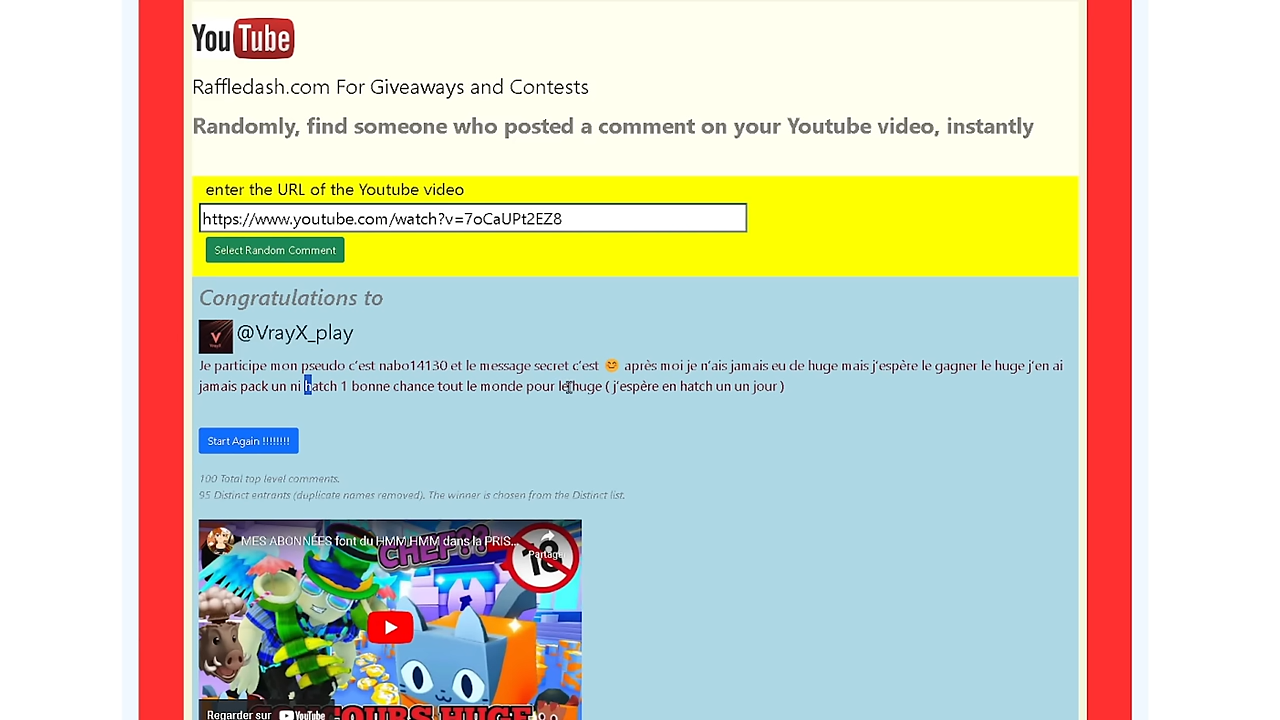 YouTube
Raffledash.com For Giveaways and Contests
Randomly, find someone who posted a comment on your Youtube video, instantly
enter the URL of the Youtube video
https://www.youtube.com/watch?v=7oCaUPt2EZ8
Select Random Comment
Congratulations to
@VrayX_play
Je participe mon pseudo c'est nabo14130 et le message secret c'est 😊 après moi je n'ais jamais eu de huge mais j'espère le gagner le huge j'en ai
jamais pack un ni hatch 1 bonne chance tout le monde pour le huge ( j'espère en hatch un un jour )
Start Again !!!!!!!!
100 Total top level comments.
95 Distinct entrants (duplicate names removed). The winner is chosen from the Distinct list.
MES ABONNÉES font du HMM HMM dans la PRIS...
CHEF??
Partage
18
Regarder sur YouTube
HUGE